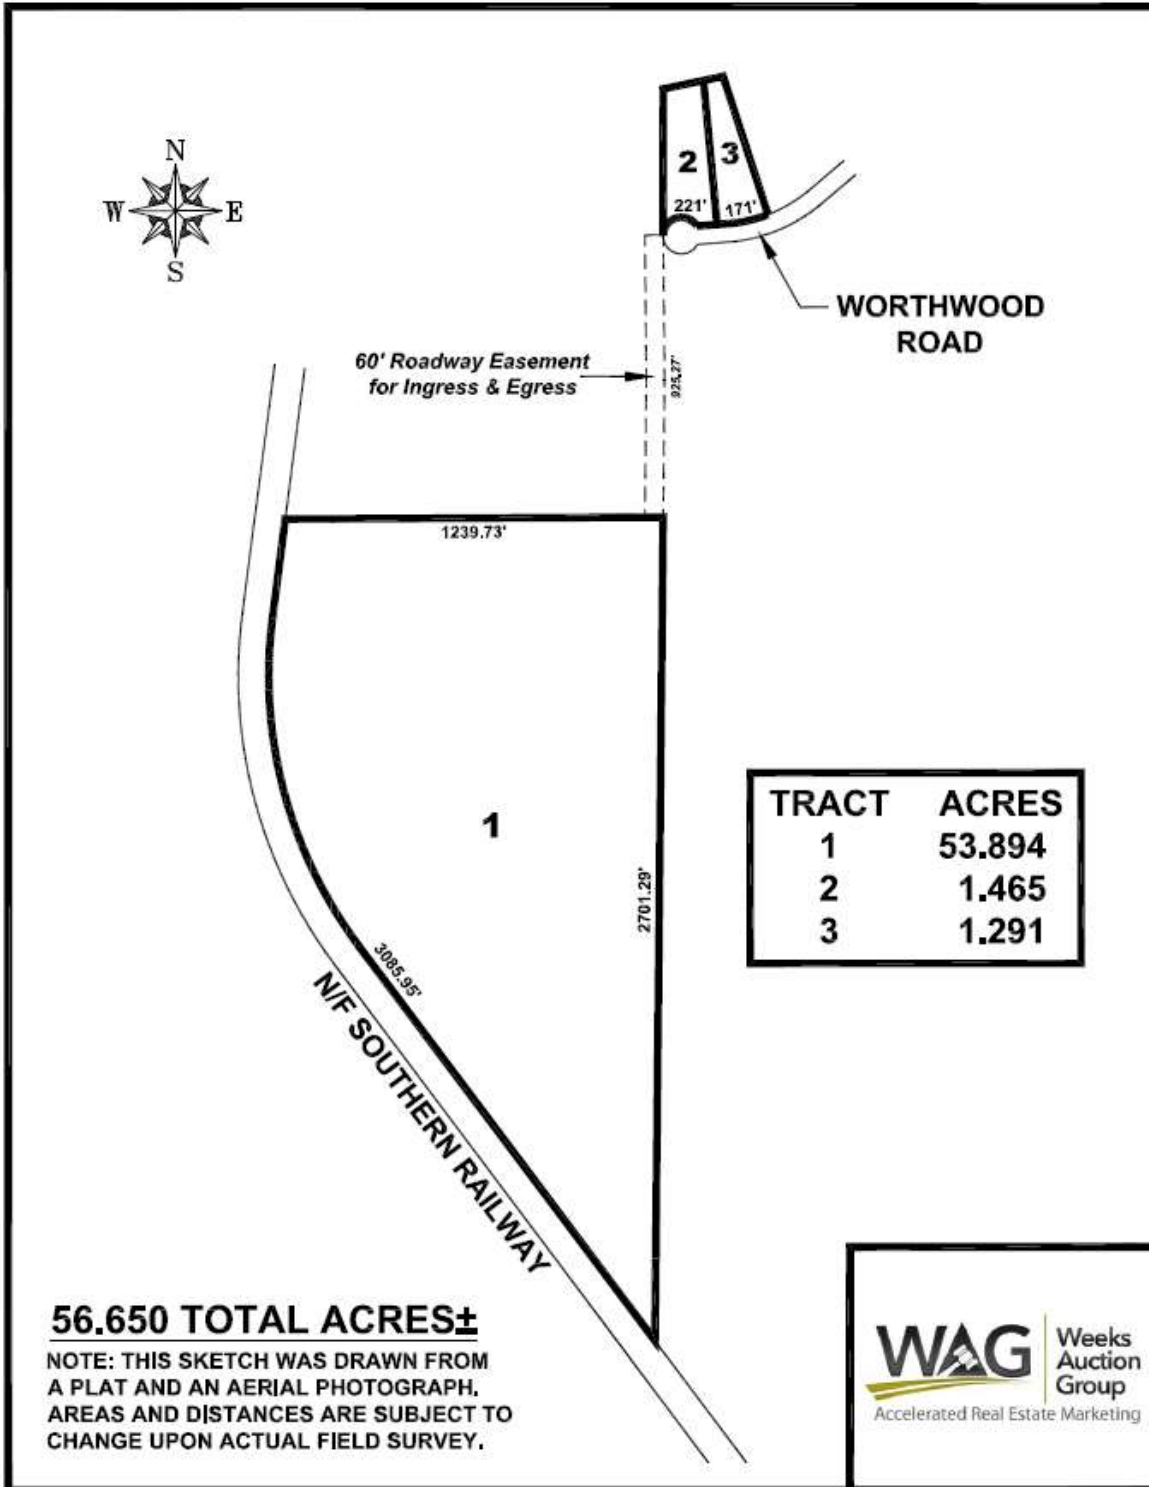 N
W
E
S
2
3
221'
171'
WORTHWOOD
ROAD
60' Roadway Easement
for Ingress & Egress
925.27'
1239.73'
1
2701.29'
3085.95'
N/F SOUTHERN RAILWAY
TRACT ACRES
1 53.894
2 1.465
3 1.291
56.650 TOTAL ACRES±
NOTE: THIS SKETCH WAS DRAWN FROM
A PLAT AND AN AERIAL PHOTOGRAPH.
AREAS AND DISTANCES ARE SUBJECT TO
CHANGE UPON ACTUAL FIELD SURVEY.
WAG
Weeks
Auction
Group
Accelerated Real Estate Marketing